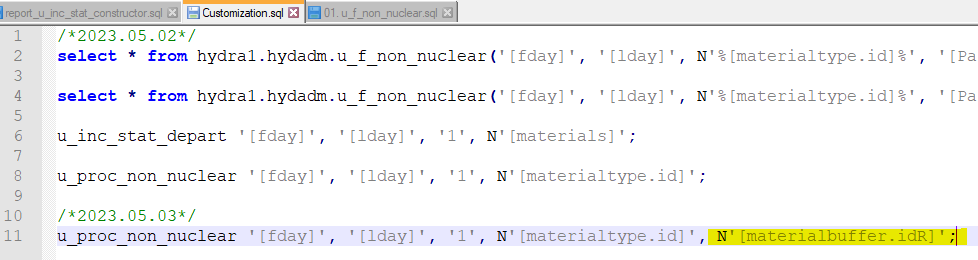 report_u_inc_stat_constructor.sql Customization.sql 01. u_f_non_nuclear.sql
1 /*2023.05.02*/
2 select * from hydra1.hydadm.u_f_non_nuclear('[fday]', '[lday]', N'%[materialtype.id]%', '[Pa
3
4 select * from hydra1.hydadm.u_f_non_nuclear('[fday]', '[lday]', N'%[materialtype.id]%', '[Pa
5
6 u_inc_stat_depart '[fday]', '[lday]', '1', N'[materials]';
7
8 u_proc_non_nuclear '[fday]', '[lday]', '1', N'[materialtype.id]';
9
10 /*2023.05.03*/
11 u_proc_non_nuclear '[fday]', '[lday]', '1', N'[materialtype.id]', N'[materialbuffer.idR]';